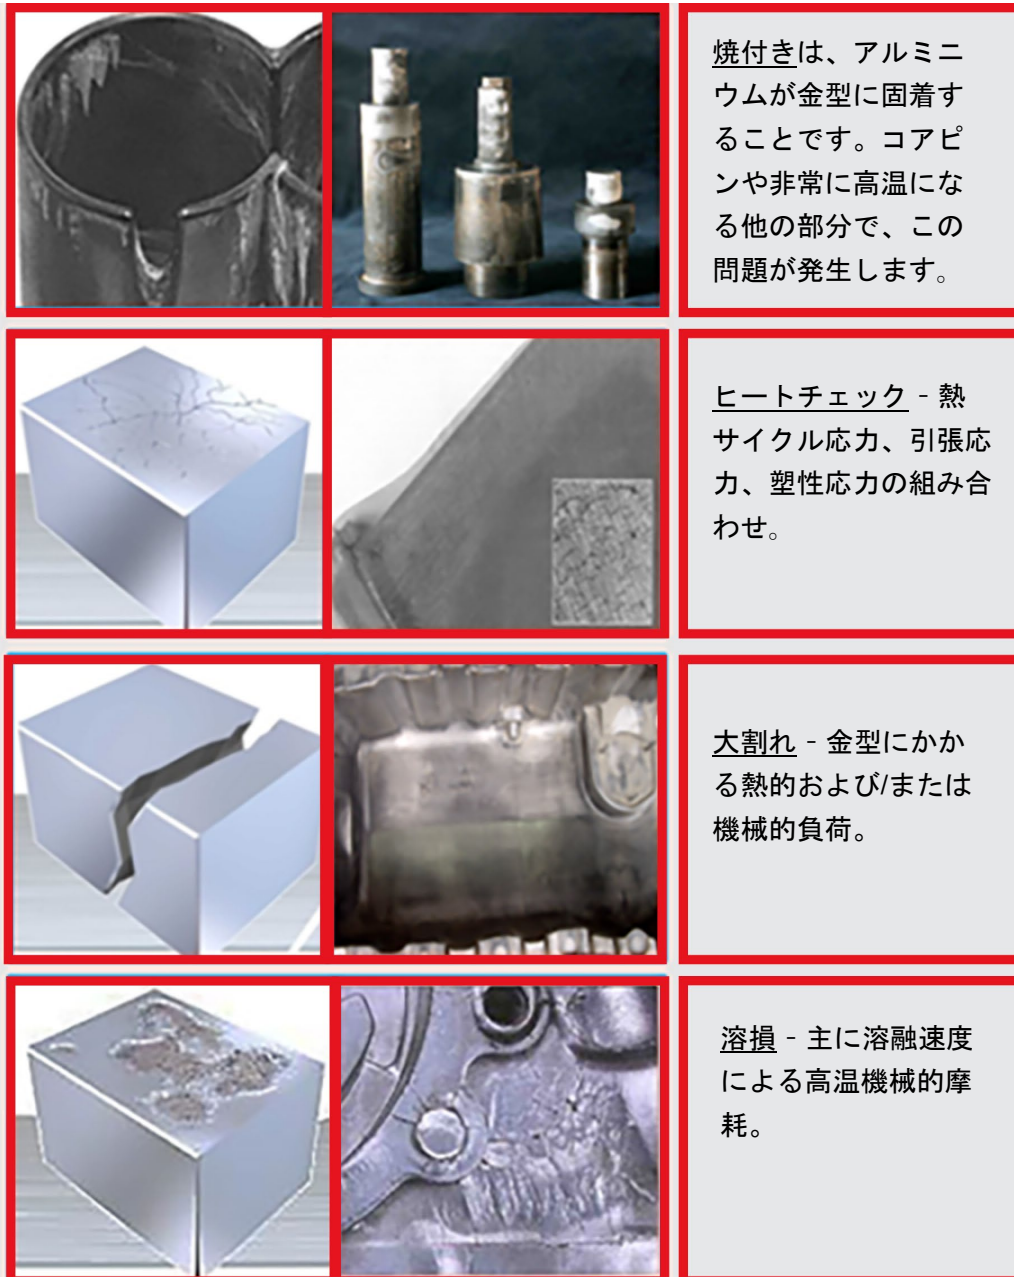 焼付きは、アルミニ
ウムが金型に固着す
ることです。コアピ
ンや非常に高温にな
る他の部分で、この
問題が発生します。
ヒートチェック - 熱
サイクル応力、引張応
力、塑性応力の組み合
わせ。
大割れ - 金型にかか
る熱的および/または
機械的負荷。
溶損 - 主に溶融速度
による高温機械的摩
耗。